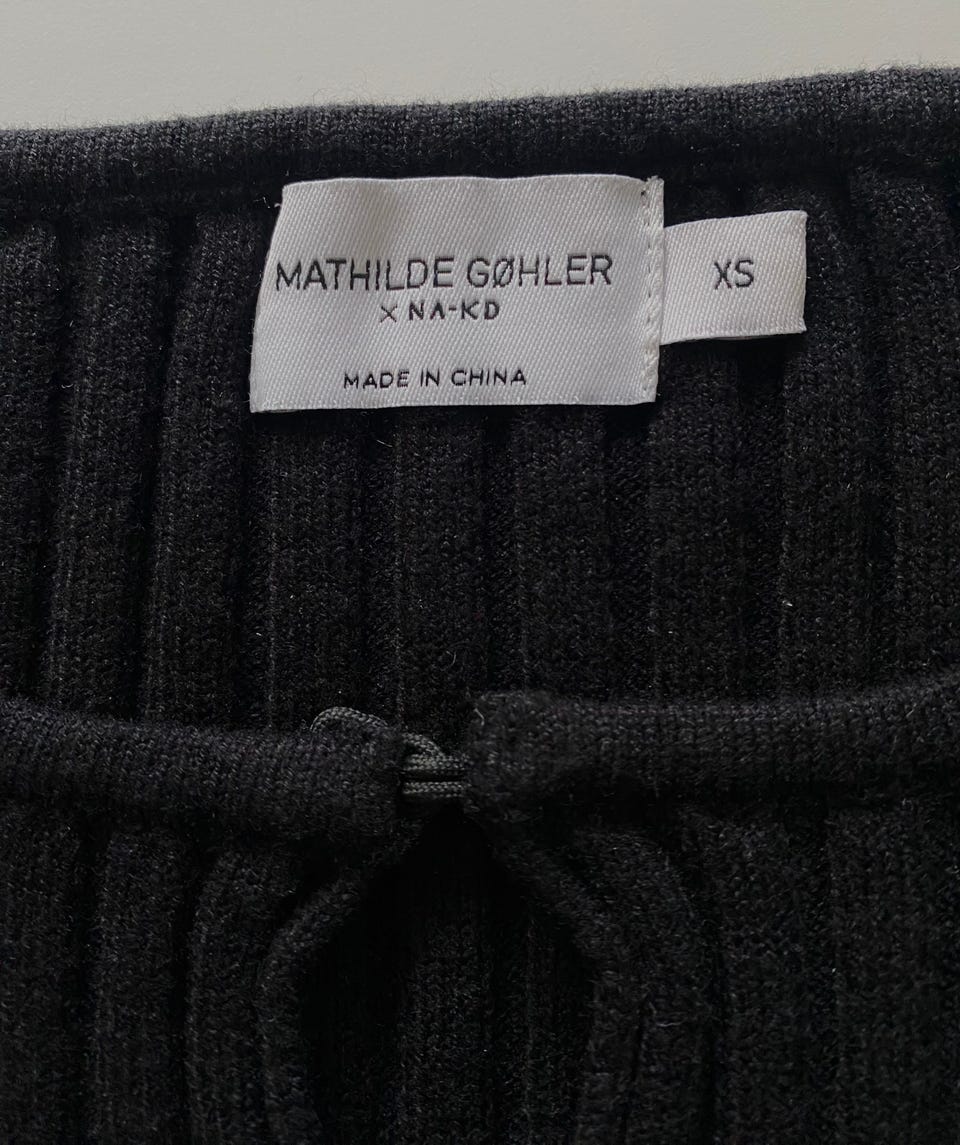 MATHILDE GØHLER
× NA-KD
MADE IN CHINA
XS